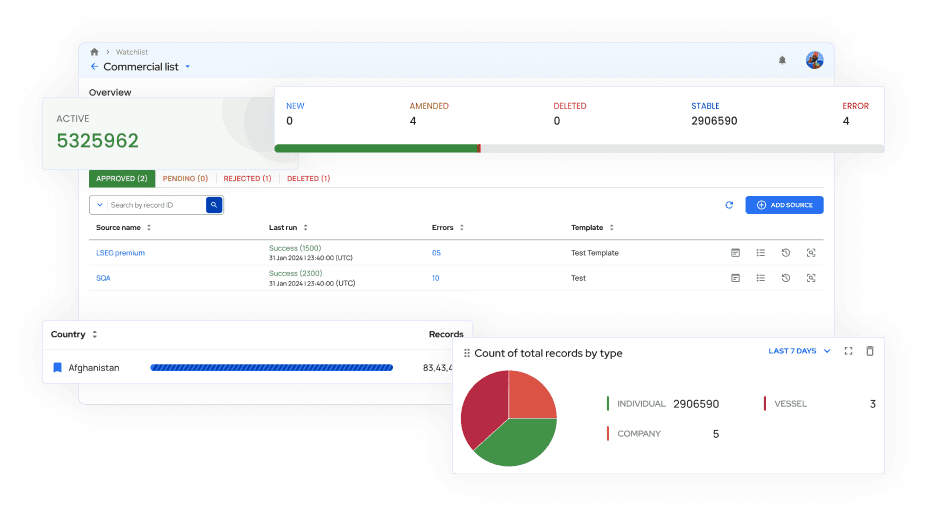 Watchlist
Commercial list
Overview
ACTIVE
5325962
NEW AMENDED DELETED STABLE ERROR
0 4 0 2906590 4
APPROVED (2) PENDING (0) REJECTED (1) DELETED (1)
Search by record ID
ADD SOURCE
Source name Last run Errors Template
LSEG premium Success (1500) 05 Test Template
31 Jan 2024 | 23:40:00 (UTC)
SQA Success (2300) 10 Test
31 Jan 2024 | 23:40:00 (UTC)
Country Records
Afghanistan 83,43,4
Count of total records by type LAST 7 DAYS
INDIVIDUAL 2906590 VESSEL 3
COMPANY 5